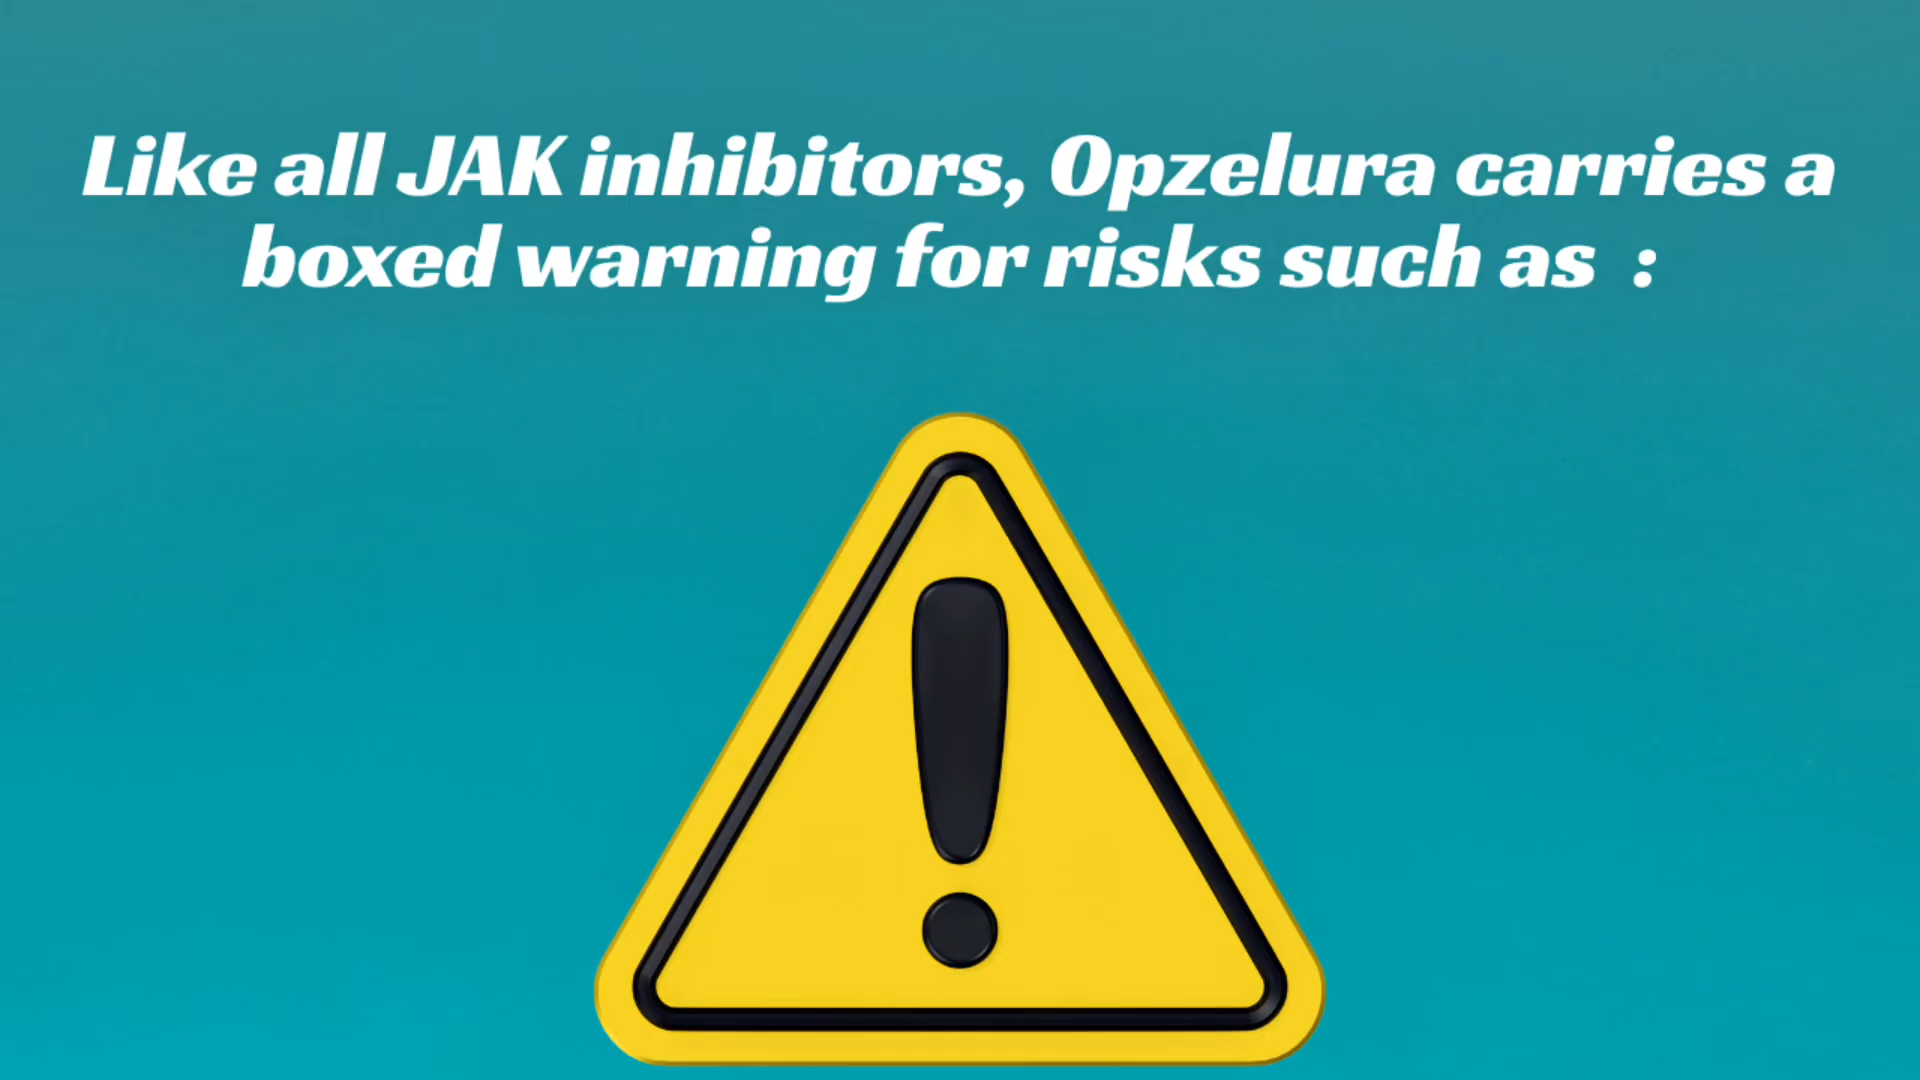 Like all JAK inhibitors, Opzelura carries a
boxed warning for risks such as :